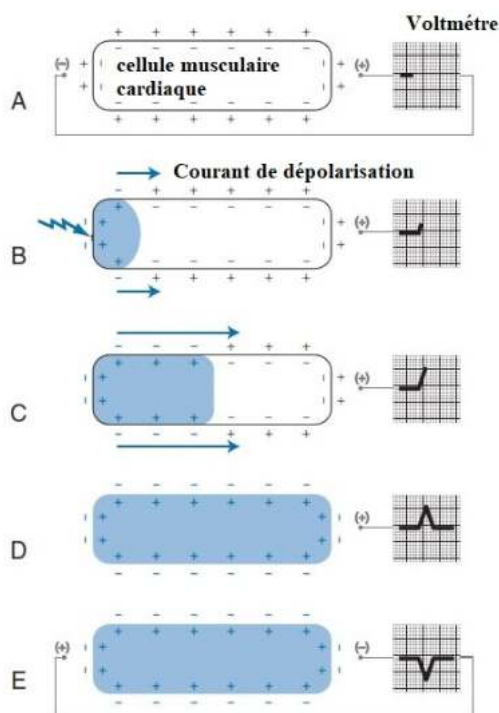 Voltmétre
cellule musculaire
cardiaque
(-)
(+)
A
Courant de dépolarisation
(+)
B
(+)
C
(+)
D
(+)
(-)
E